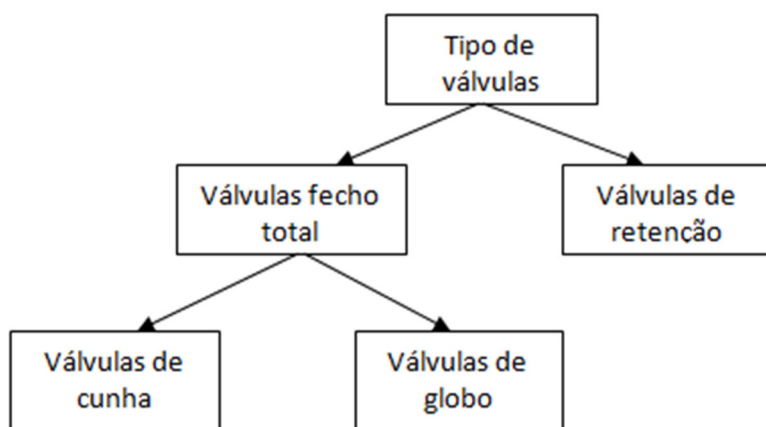 Tipo de
válvulas
Válvulas fecho
total
Válvulas de
retenção
Válvulas de
cunha
Válvulas de
globo